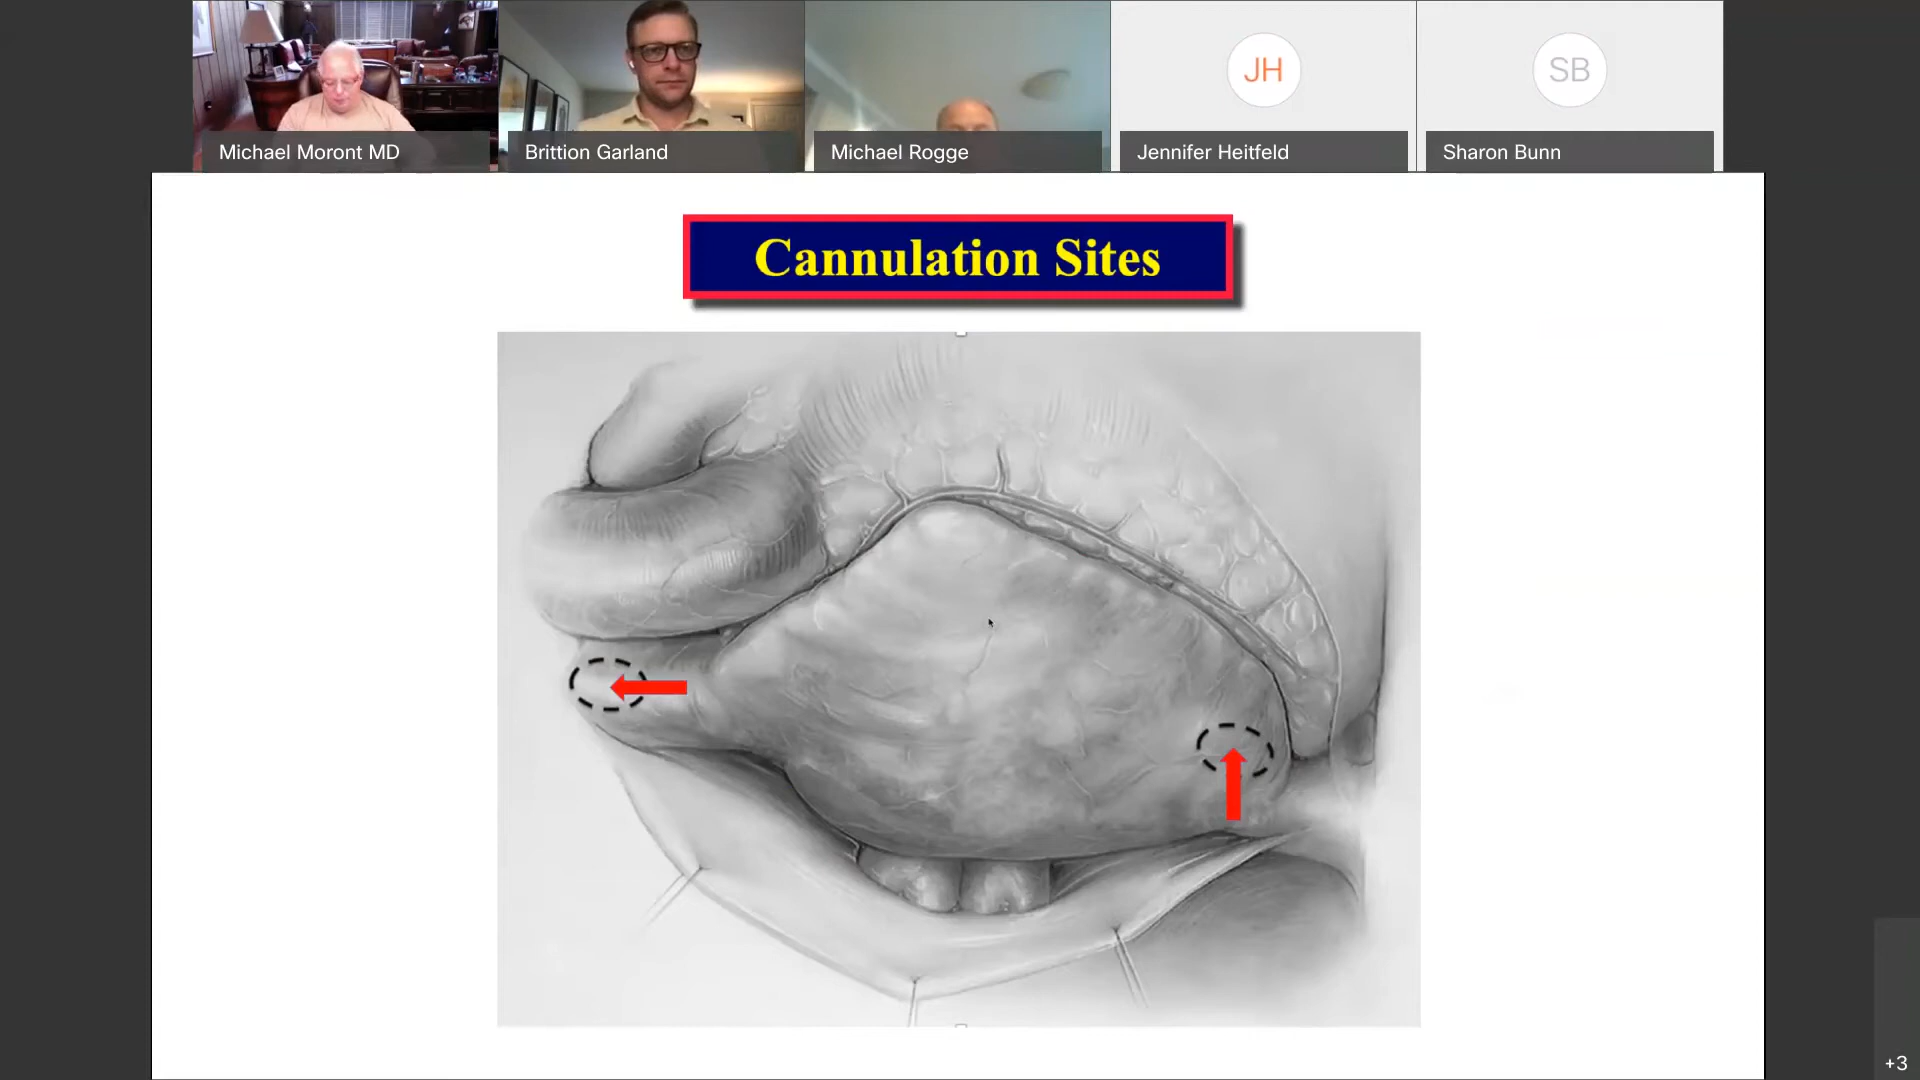 JH
SB
Michael Moront MD
Brittion Garland
Michael Rogge
Jennifer Heitfeld
Sharon Bunn
Cannulation Sites
+3